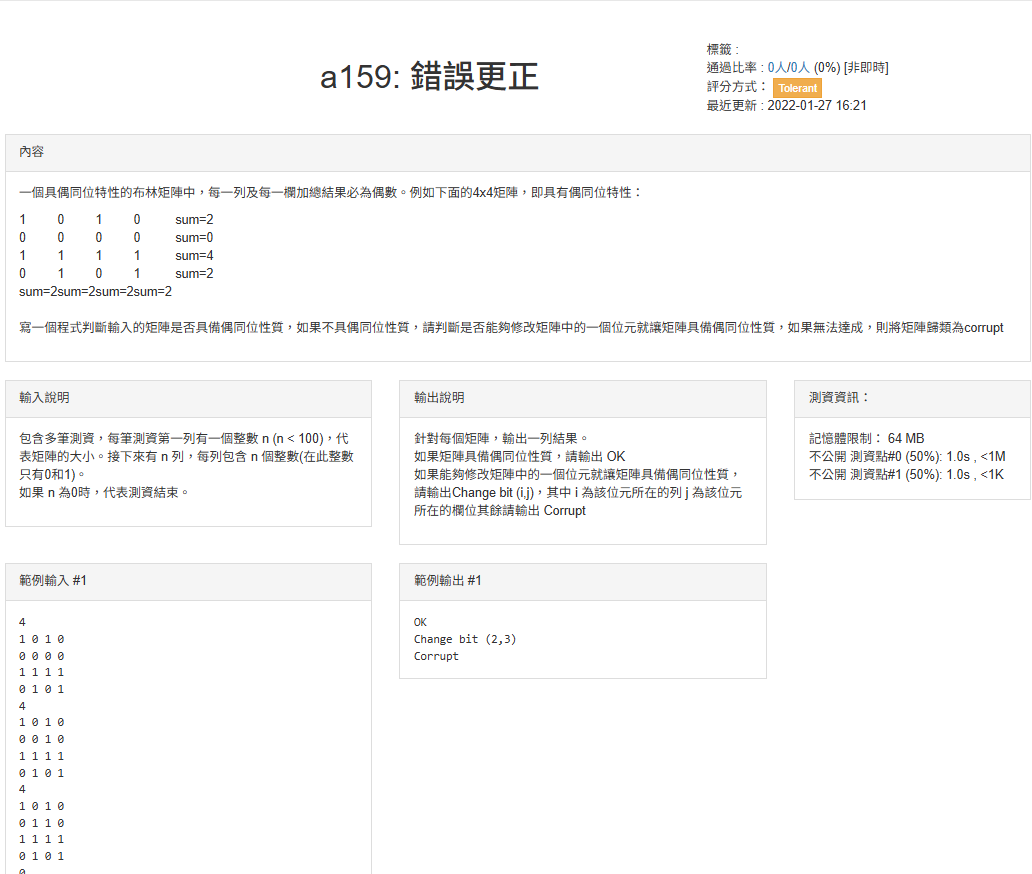 a159: 錯誤更正
標籤 :
通過比率 : 0人/0人 (0%) [非即時]
評分方式： Tolerant
最近更新 : 2022-01-27 16:21
內容
一個具偶同位特性的布林矩陣中，每一列及每一欄加總結果必為偶數。例如下面的4x4矩陣，即具有偶同位特性：
1 0 1 0 sum=2
0 0 0 0 sum=0
1 1 1 1 sum=4
0 1 0 1 sum=2
sum=2sum=2sum=2sum=2
寫一個程式判斷輸入的矩陣是否具備偶同位性質，如果不具偶同位性質，請判斷是否能夠修改矩陣中的一個位元就讓矩陣具備偶同位性質，如果無法達成，則將矩陣歸類為corrupt
輸入說明
包含多筆測資，每筆測資第一列有一個整數 n (n < 100)，代
表矩陣的大小。接下來有 n 列，每列包含 n 個整數(在此整數
只有0和1)。
如果 n 為0時，代表測資結束。
輸出說明
針對每個矩陣，輸出一列結果。
如果矩陣具備偶同位性質，請輸出 OK
如果能夠修改矩陣中的一個位元就讓矩陣具備偶同位性質，
請輸出Change bit (i,j)，其中 i 為該位元所在的列 j 為該位元
所在的欄位其餘請輸出 Corrupt
測資資訊：
記憶體限制： 64 MB
不公開 測資點#0 (50%): 1.0s , <1M
不公開 測資點#1 (50%): 1.0s , <1K
範例輸入 #1
4
1 0 1 0
0 0 0 0
1 1 1 1
0 1 0 1
4
1 0 1 0
0 0 1 0
1 1 1 1
0 1 0 1
4
1 0 1 0
0 1 1 0
1 1 1 1
0 1 0 1
0
範例輸出 #1
OK
Change bit (2,3)
Corrupt